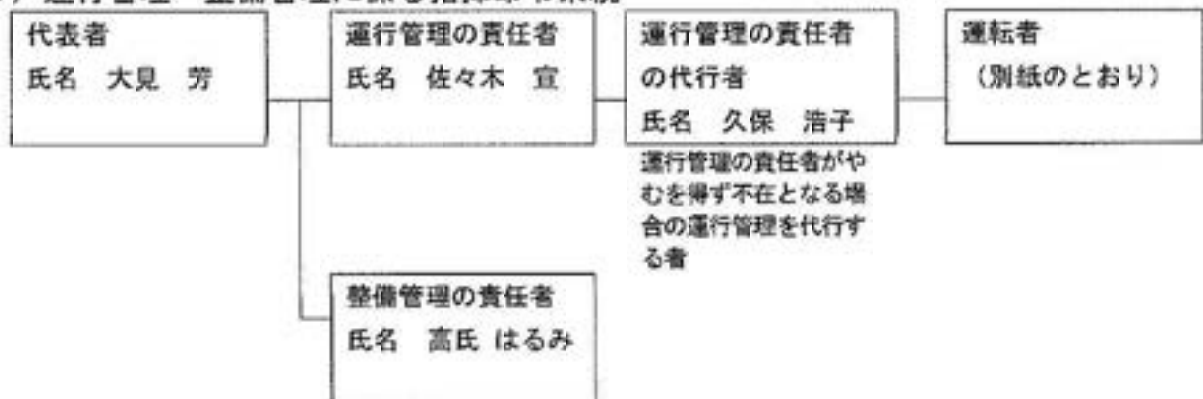 代表者
氏名 大見 芳
運行管理の責任者
氏名 佐々木 宣
運行管理の責任者
の代行者
氏名 久保 浩子
運転者
（別紙のとおり）
運行管理の責任者がや
むを得ず不在となる場
合の運行管理を代行す
る者
整備管理の責任者
氏名 高氏 はるみ